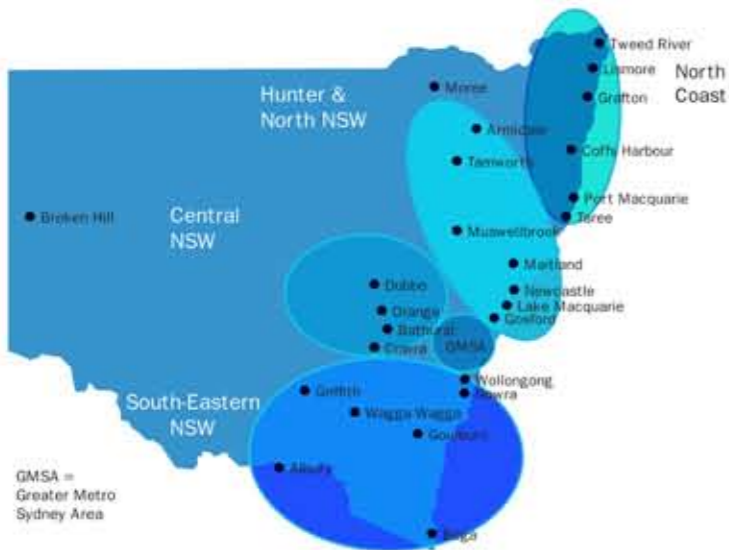 Tweed River
Lismore
North
Coast
Moree
Hunter &
North NSW
Grafton
Armidale
Coffs Harbour
Tamworth
Port Macquarie
Broken Hill
Central
NSW
Taree
Muswellbrook
Maitland
Dubbo
Newcastle
Lake Macquarie
Orange
Gosford
Bathurst
Cowra
GMSA
Wollongong
Griffith
Nowra
South-Eastern
NSW
Wagga Wagga
Goulburn
Albury
GMSA =
Greater Metro
Sydney Area
Bega